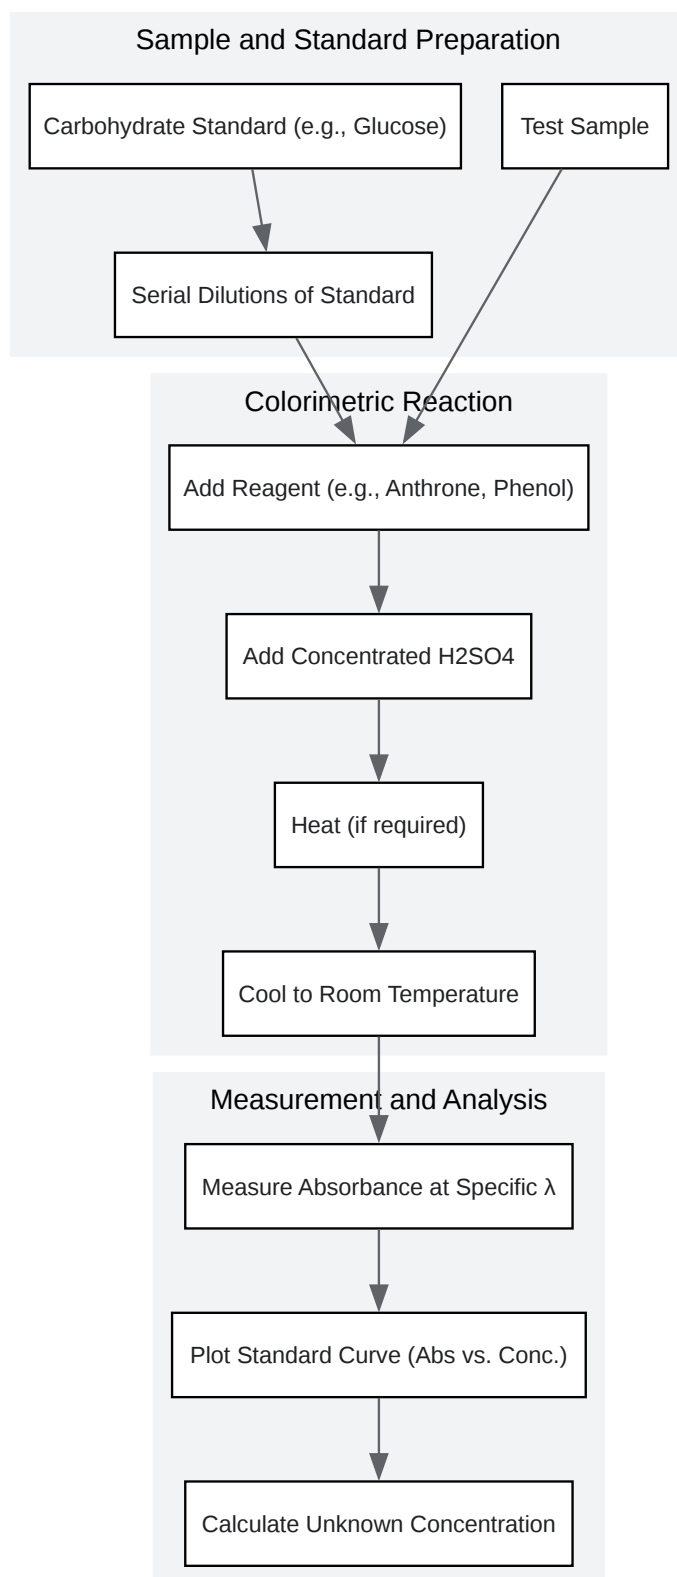 Sample and Standard Preparation
Carbohydrate Standard (e.g., Glucose)
Test Sample
Serial Dilutions of Standard
Colorimetric Reaction
Add Reagent (e.g., Anthrone, Phenol)
Add Concentrated H2SO4
Heat (if required)
Cool to Room Temperature
Measurement and Analysis
Measure Absorbance at Specific λ
Plot Standard Curve (Abs vs. Conc.)
Calculate Unknown Concentration